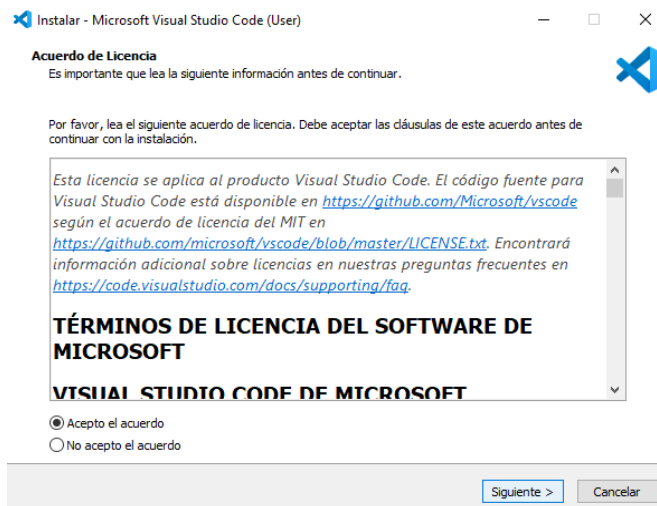 Instalar - Microsoft Visual Studio Code (User)
Acuerdo de Licencia
Es importante que lea la siguiente información antes de continuar.
Por favor, lea el siguiente acuerdo de licencia. Debe aceptar las cláusulas de este acuerdo antes de
continuar con la instalación.
Esta licencia se aplica al producto Visual Studio Code. El código fuente para
Visual Studio Code está disponible en https://github.com/Microsoft/vscode
según el acuerdo de licencia del MIT en
https://github.com/microsoft/vscode/blob/master/LICENSE.txt. Encontrará
información adicional sobre licencias en nuestras preguntas frecuentes en
https://code.visualstudio.com/docs/supporting/faq.
TÉRMINOS DE LICENCIA DEL SOFTWARE DE
MICROSOFT
VISUAL STUDIO CODE DE MICROSOFT
Acepto el acuerdo
No acepto el acuerdo
Siguiente > Cancelar